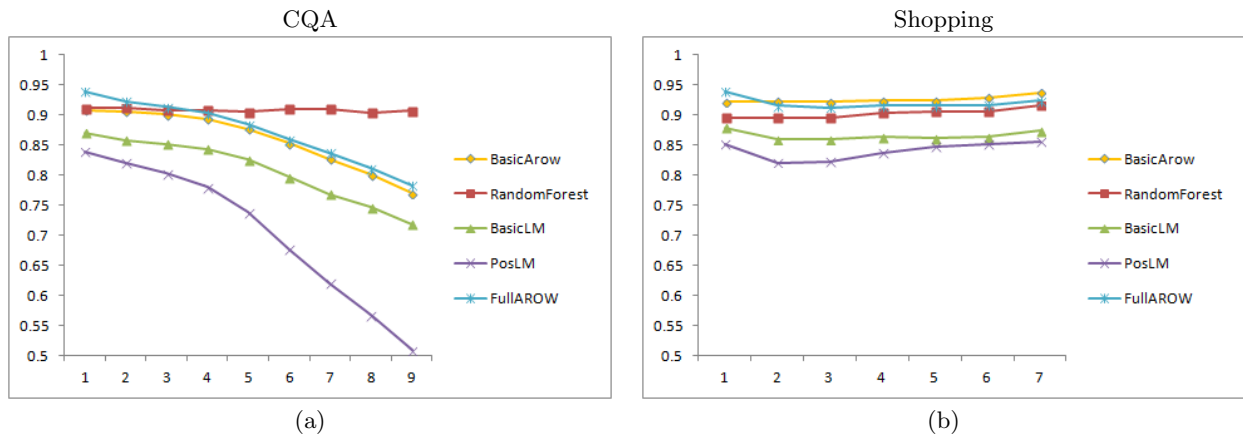 CQA
1
0.95
0.9
0.85
0.8
0.75
0.7
0.65
0.6
0.55
0.5
1 2 3 4 5 6 7 8 9
BasicArow
RandomForest
BasicLM
PosLM
FullAROW
(a)
Shopping
1
0.95
0.9
0.85
0.8
0.75
0.7
0.65
0.6
0.55
0.5
1 2 3 4 5 6 7
BasicArow
RandomForest
BasicLM
PosLM
FullAROW
(b)